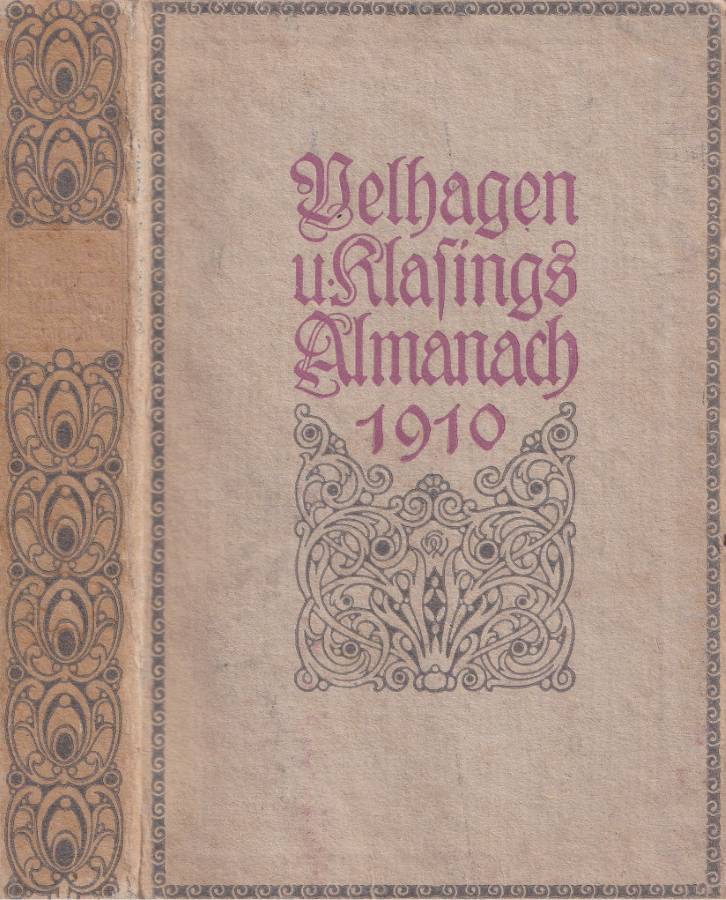 Velhagen
u. Klasings
Almanach
1910